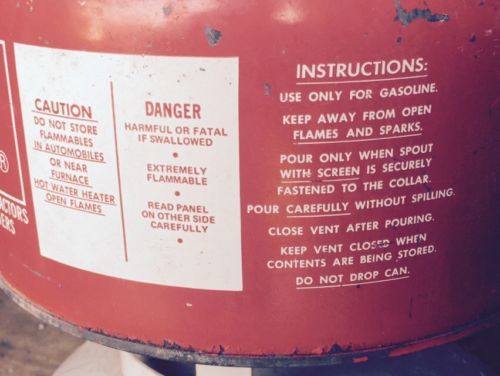 ®
CTORS
ERS
CAUTION
DO NOT STORE
FLAMMABLES
IN AUTOMOBILES
OR NEAR
FURNACE
HOT WATER HEATER
OPEN FLAMES
DANGER
HARMFUL OR FATAL
IF SWALLOWED
•
EXTREMELY
FLAMMABLE
•
READ PANEL
ON OTHER SIDE
CAREFULLY
•
INSTRUCTIONS:
USE ONLY FOR GASOLINE.
KEEP AWAY FROM OPEN
FLAMES AND SPARKS.
POUR ONLY WHEN SPOUT
WITH SCREEN IS SECURELY
FASTENED TO THE COLLAR.
POUR CAREFULLY WITHOUT SPILLING.
CLOSE VENT AFTER POURING.
KEEP VENT CLOSED WHEN
CONTENTS ARE BEING STORED.
DO NOT DROP CAN.